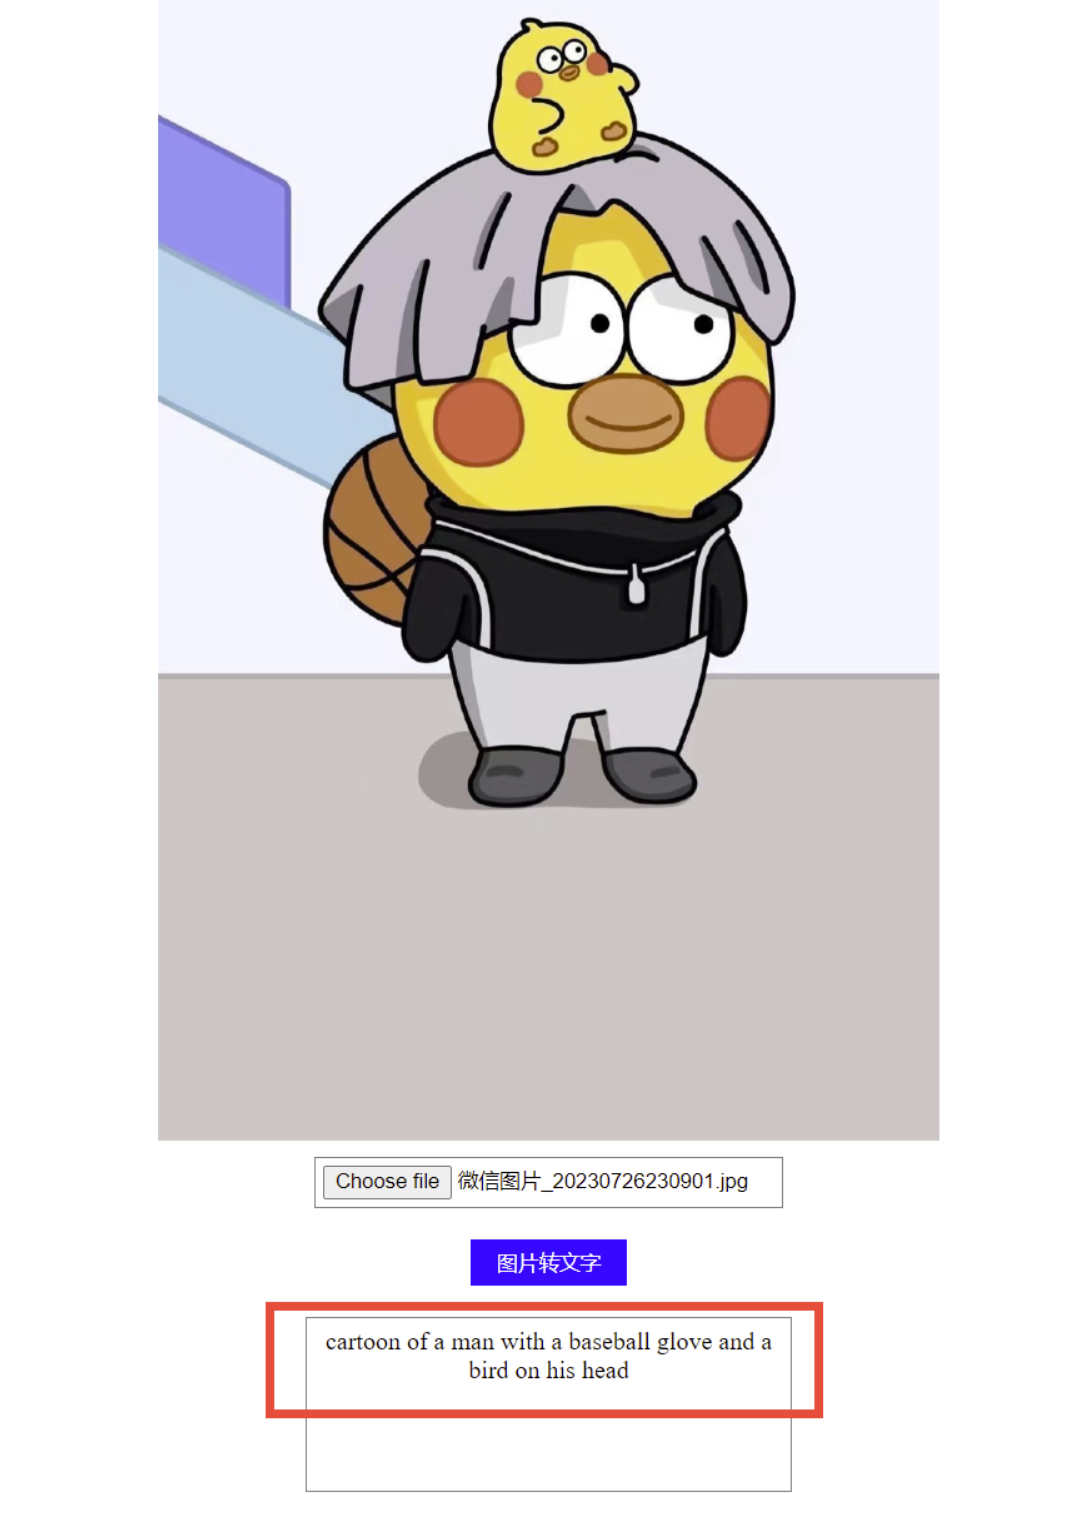 Choose file 微信图片_20230726230901.jpg
图片转文字
cartoon of a man with a baseball glove and a
bird on his head